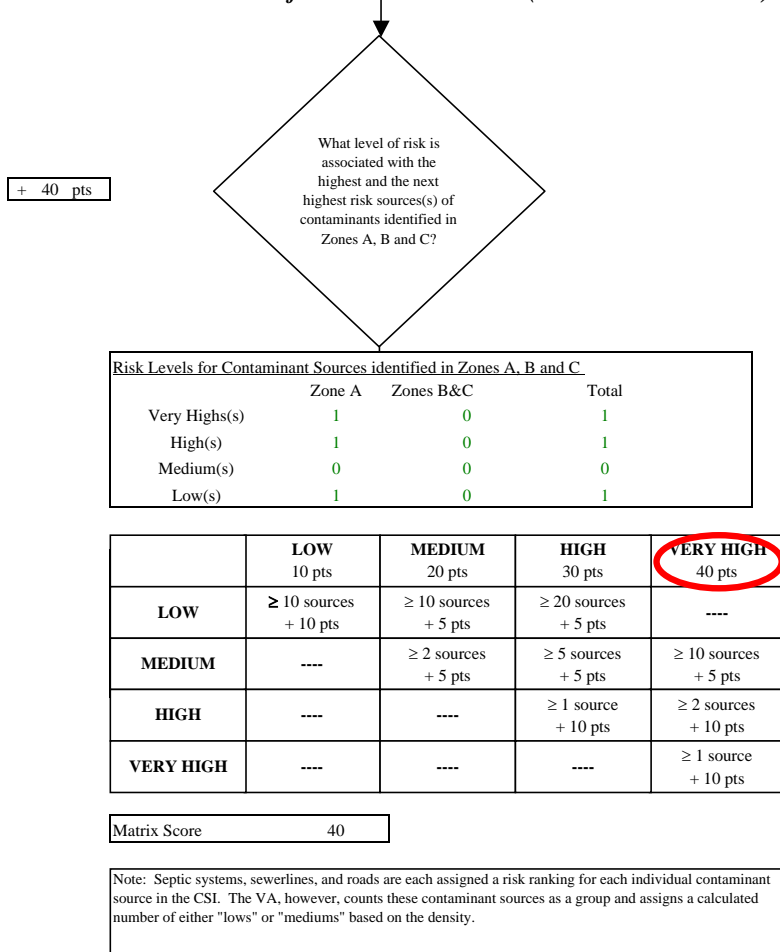 What level of risk is
associated with the
highest and the next
highest risk sources(s) of
contaminants identified in
Zones A, B and C?
+ 40 pts
Risk Levels for Contaminant Sources identified in Zones A, B and C
Zone A Zones B&C Total
Very Highs(s) 1 0 1
High(s) 1 0 1
Medium(s) 0 0 0
Low(s) 1 0 1
LOW MEDIUM HIGH VERY HIGH
10 pts 20 pts 30 pts 40 pts
LOW ≥ 10 sources ≥ 10 sources ≥ 20 sources ----
+ 10 pts + 5 pts + 5 pts
MEDIUM ---- ≥ 2 sources ≥ 5 sources ≥ 10 sources
+ 5 pts + 5 pts + 5 pts
HIGH ---- ---- ≥ 1 source ≥ 2 sources
+ 10 pts + 10 pts
VERY HIGH ---- ---- ---- ≥ 1 source
+ 10 pts
Matrix Score 40
Note: Septic systems, sewerlines, and roads are each assigned a risk ranking for each individual contaminant
source in the CSI. The VA, however, counts these contaminant sources as a group and assigns a calculated
number of either "lows" or "mediums" based on the density.